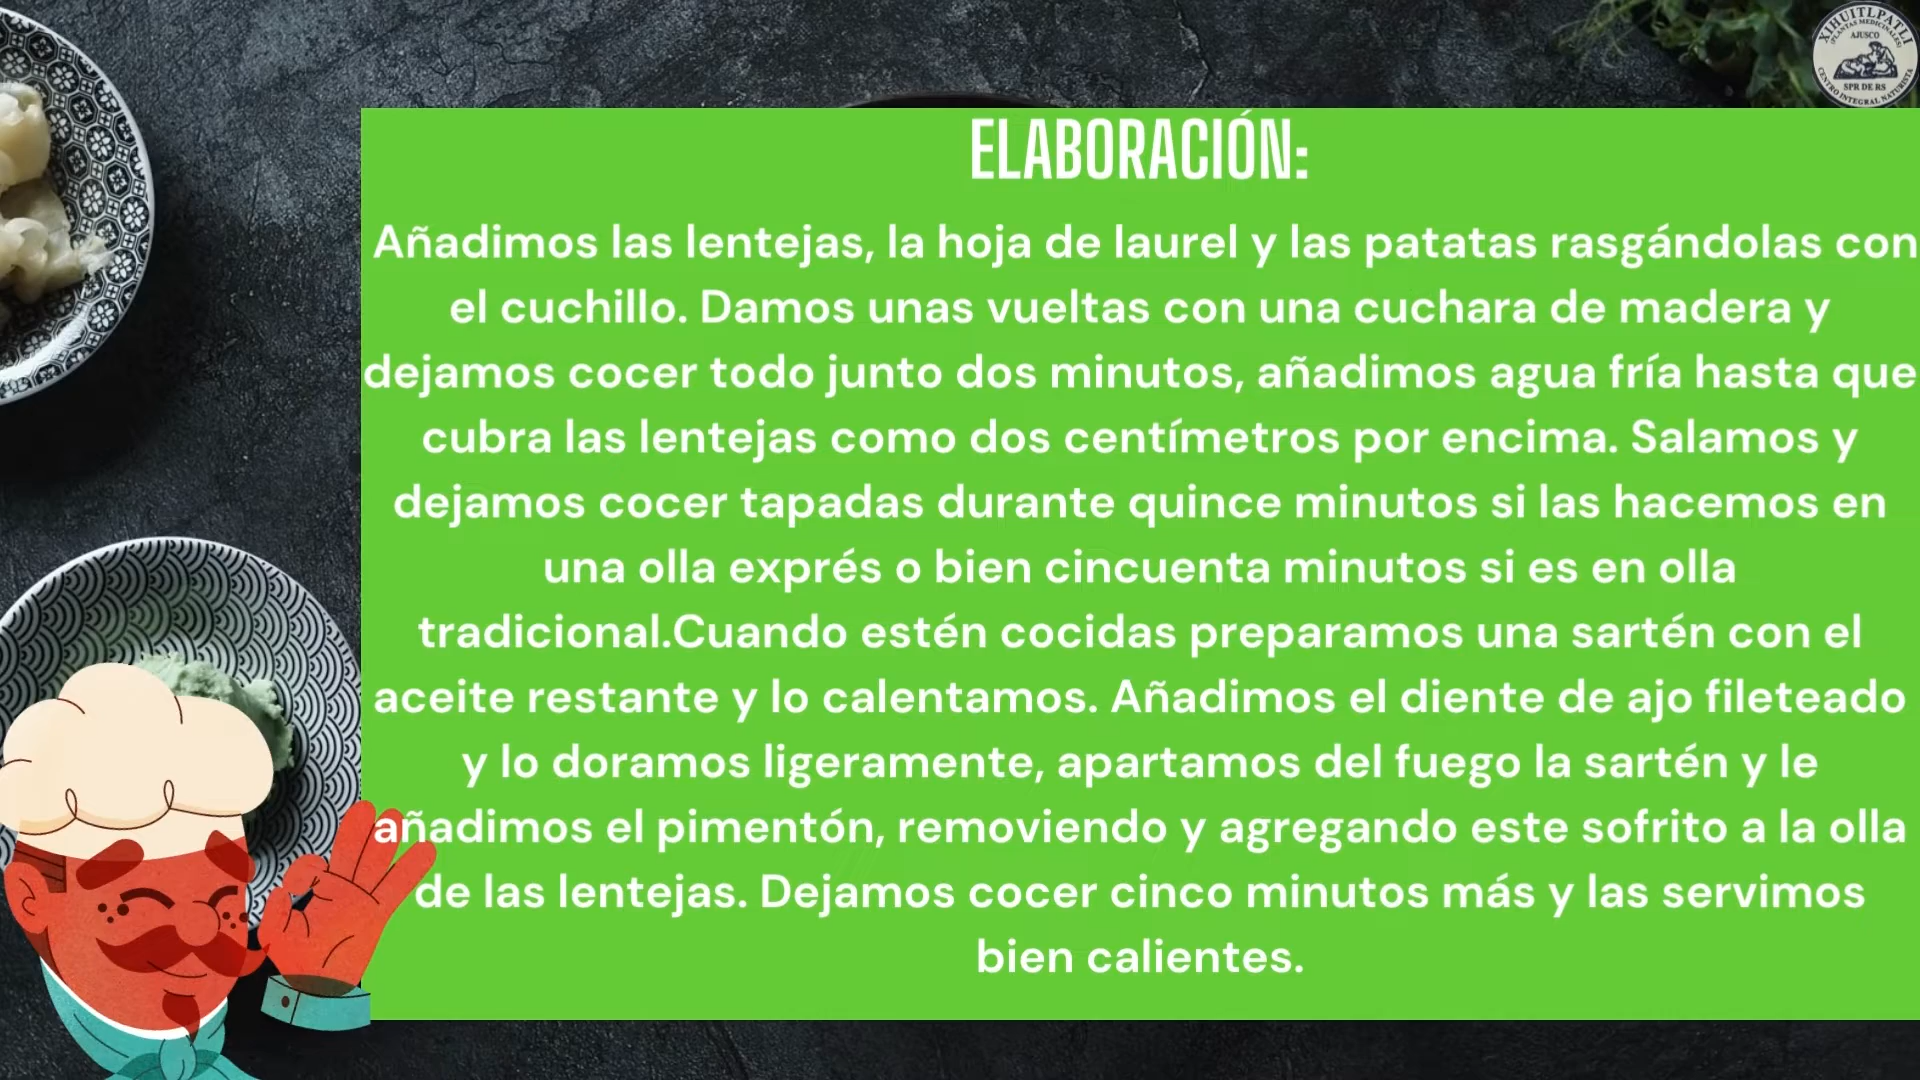 XIHUITLPATLI
(PLANTAS MEDICINALES)
AJUSCO
SPR DE RS
CENTRO INTEGRAL NATURISTA
ELABORACIÓN:
Añadimos las lentejas, la hoja de laurel y las patatas rasgándolas con
el cuchillo. Damos unas vueltas con una cuchara de madera y
dejamos cocer todo junto dos minutos, añadimos agua fría hasta que
cubra las lentejas como dos centímetros por encima. Salamos y
dejamos cocer tapadas durante quince minutos si las hacemos en
una olla exprés o bien cincuenta minutos si es en olla
tradicional.Cuando estén cocidas preparamos una sartén con el
aceite restante y lo calentamos. Añadimos el diente de ajo fileteado
y lo doramos ligeramente, apartamos del fuego la sartén y le
añadimos el pimentón, removiendo y agregando este sofrito a la olla
de las lentejas. Dejamos cocer cinco minutos más y las servimos
bien calientes.